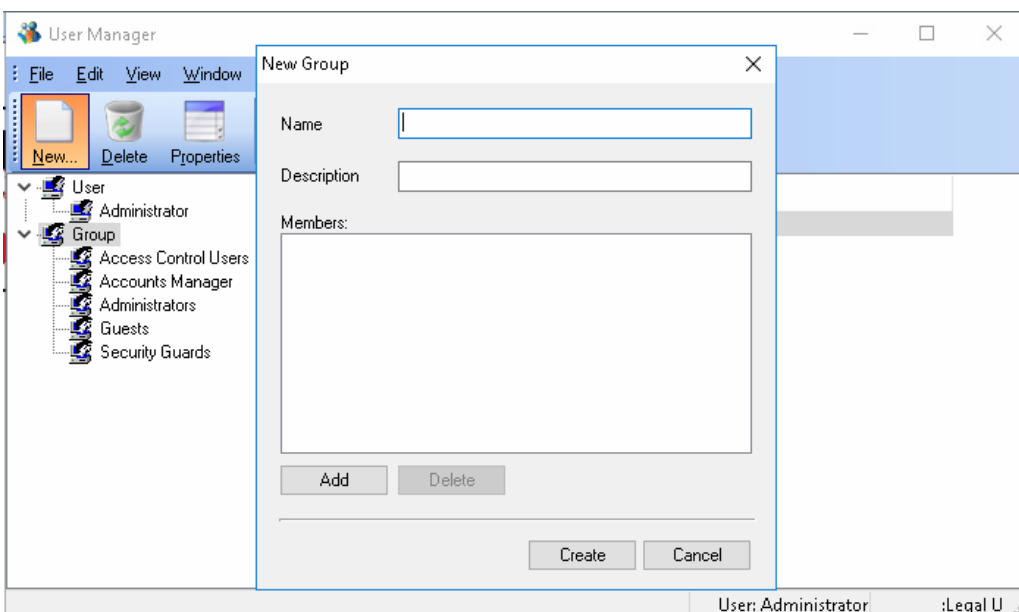 User Manager
File Edit View Window
New... Delete Properties
User
Administrator
Group
Access Control Users
Accounts Manager
Administrators
Guests
Security Guards
New Group
Name
Description
Members:
Add Delete
Create Cancel
User: Administrator :Legal U